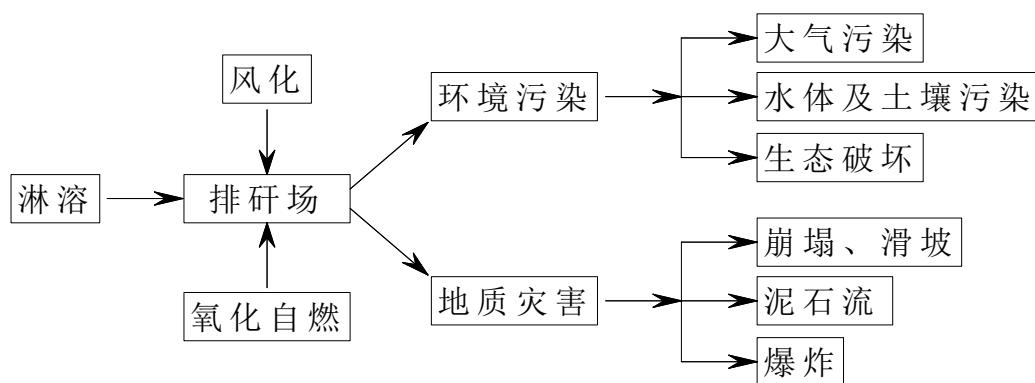 大气污染
风化
环境污染
水体及土壤污染
生态破坏
淋溶
排矸场
崩塌、滑坡
氧化自燃
地质灾害
泥石流
爆炸